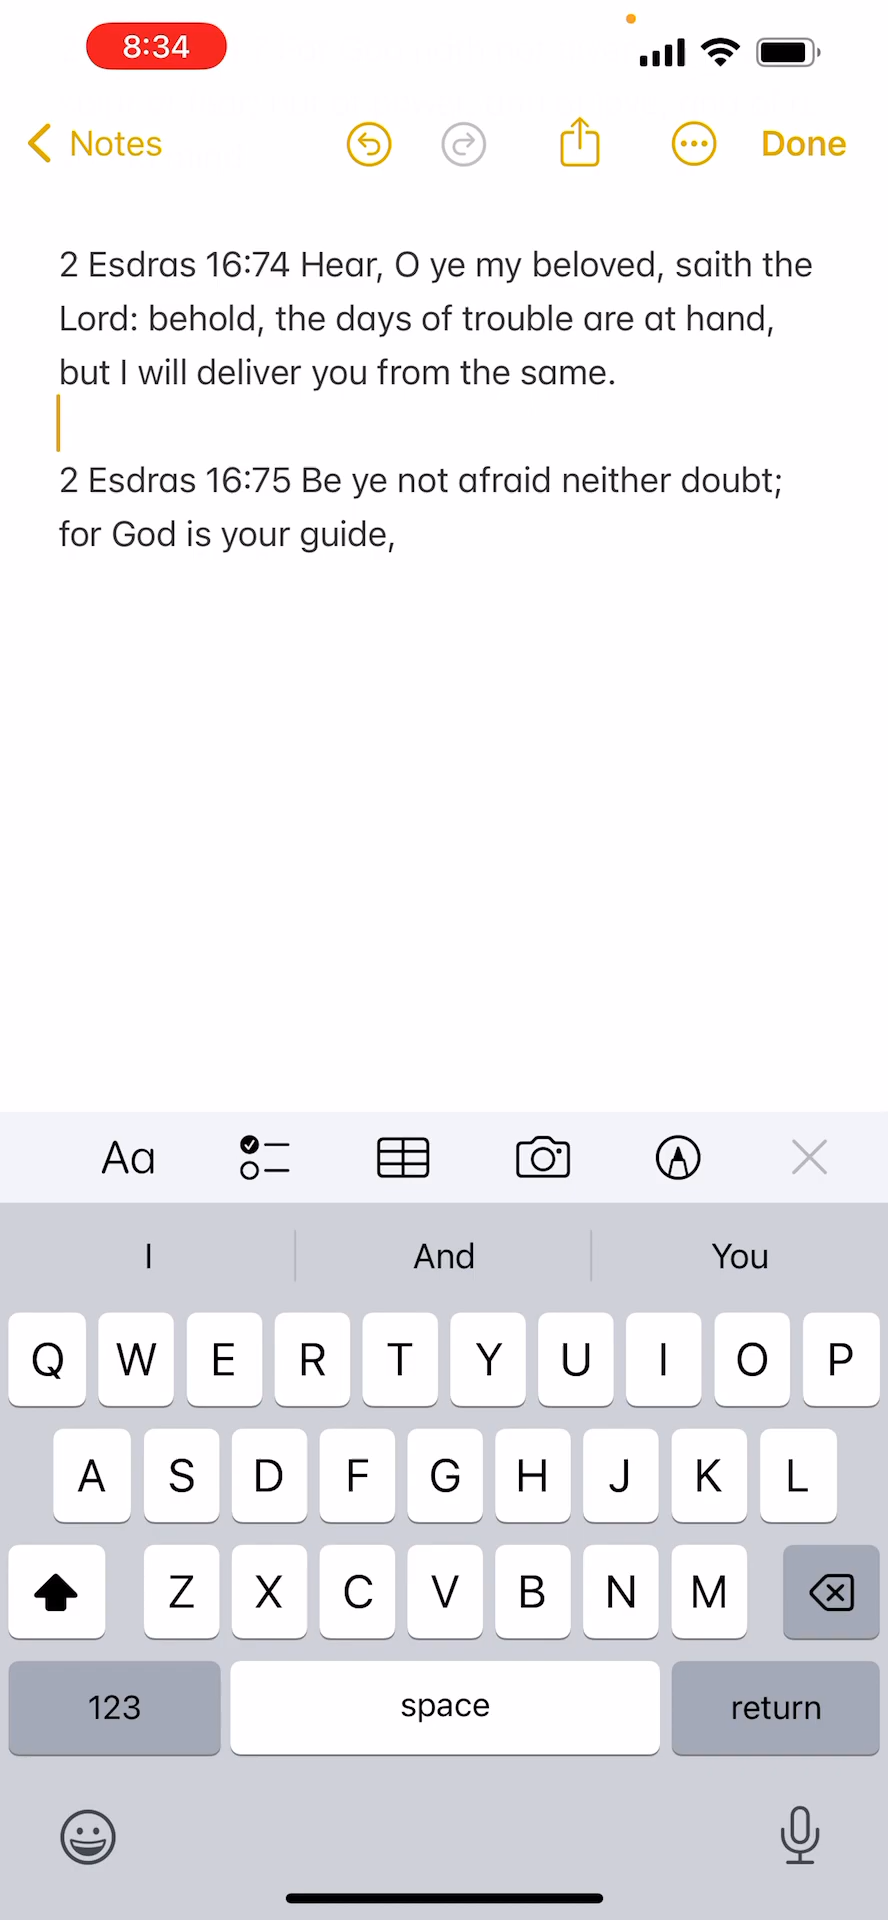 8:34
Notes
Done
2 Esdras 16:74 Hear, O ye my beloved, saith the
Lord: behold, the days of trouble are at hand,
but I will deliver you from the same.
2 Esdras 16:75 Be ye not afraid neither doubt;
for God is your guide,
Aa
I And You
Q W E R T Y U I O P
A S D F G H J K L
Z X C V B N M
123 space return